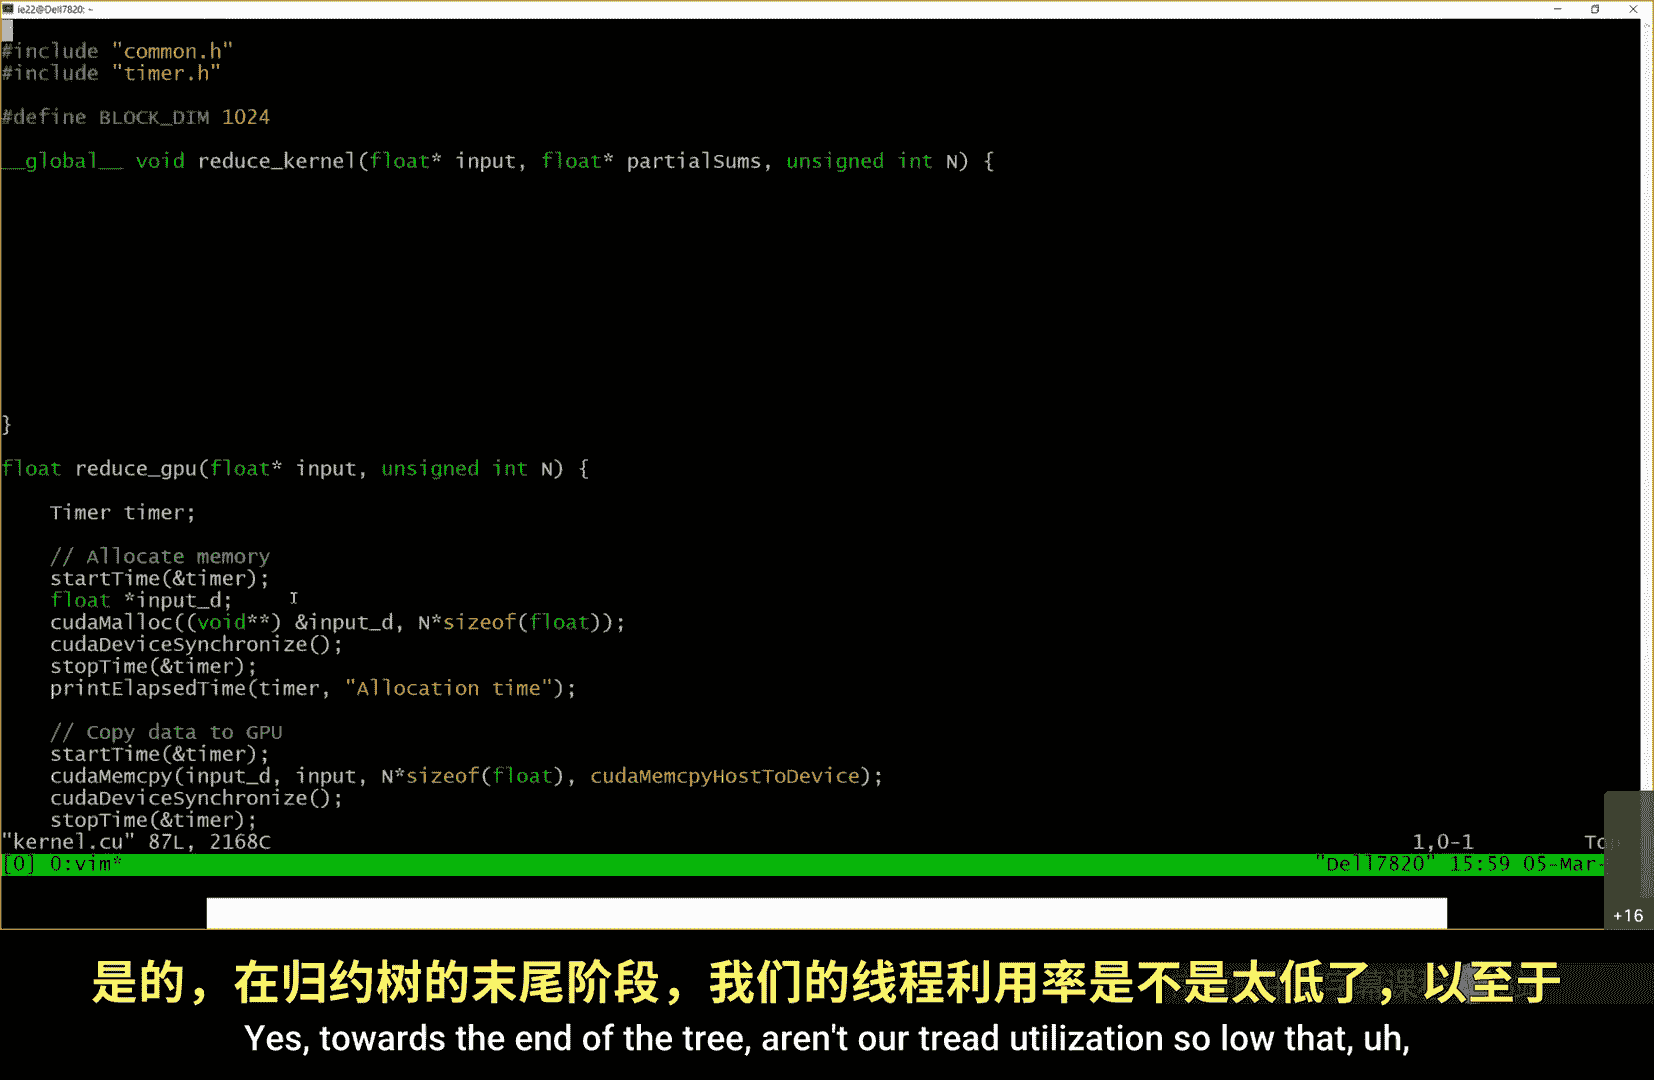 ie22@Dell7820: ~
#include "common.h"
#include "timer.h"
#define BLOCK_DIM 1024
__global__ void reduce_kernel(float* input, float* partialSums, unsigned int N) {
}
float reduce_gpu(float* input, unsigned int N) {
Timer timer;
// Allocate memory
startTime(&timer);
float *input_d;
cudaMalloc((void**) &input_d, N*sizeof(float));
cudaDeviceSynchronize();
stopTime(&timer);
printElapsedTime(timer, "Allocation time");
// Copy data to GPU
startTime(&timer);
cudaMemcpy(input_d, input, N*sizeof(float), cudaMemcpyHostToDevice);
cudaDeviceSynchronize();
stopTime(&timer);
"kernel.cu" 87L, 2168C 1,0-1 Top
[0] 0:vim* "Dell7820" 15:59 05-Mar-
+16
是的，在归约树的末尾阶段，我们的线程利用率是不是太低了，以至于
Yes, towards the end of the tree, aren't our tread utilization so low that, uh,